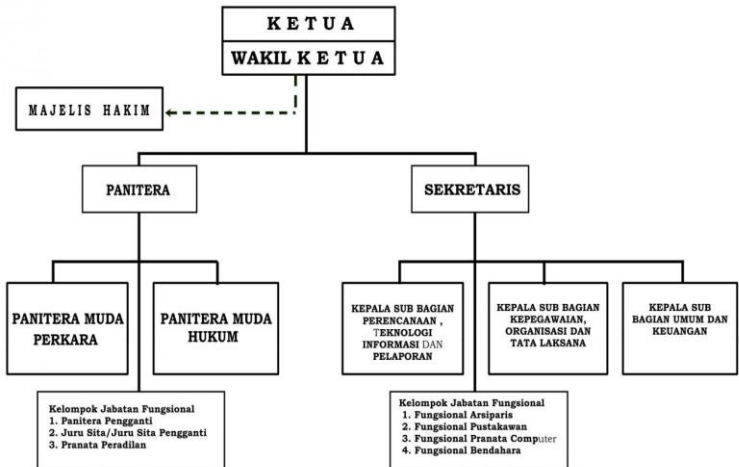 K E T U A
WAKIL K E T U A
MAJELIS HAKIM
PANITERA
SEKRETARIS
PANITERA MUDA
PERKARA
PANITERA MUDA
HUKUM
KEPALA SUB BAGIAN
PERENCANAAN ,
TEKNOLOGI
INFORMASI DAN
PELAPORAN
KEPALA SUB BAGIAN
KEPEGAWAIAN,
ORGANISASI DAN
TATA LAKSANA
KEPALA SUB
BAGIAN UMUM DAN
KEUANGAN
Kelompok Jabatan Fungsional
1. Panitera Pengganti
2. Juru Sita/Juru Sita Pengganti
3. Pranata Peradilan
Kelompok Jabatan Fungsional
1. Fungsional Arsiparis
2. Fungsional Pustakawan
3. Fungsional Pranata Computer
4. Fungsional Bendahara